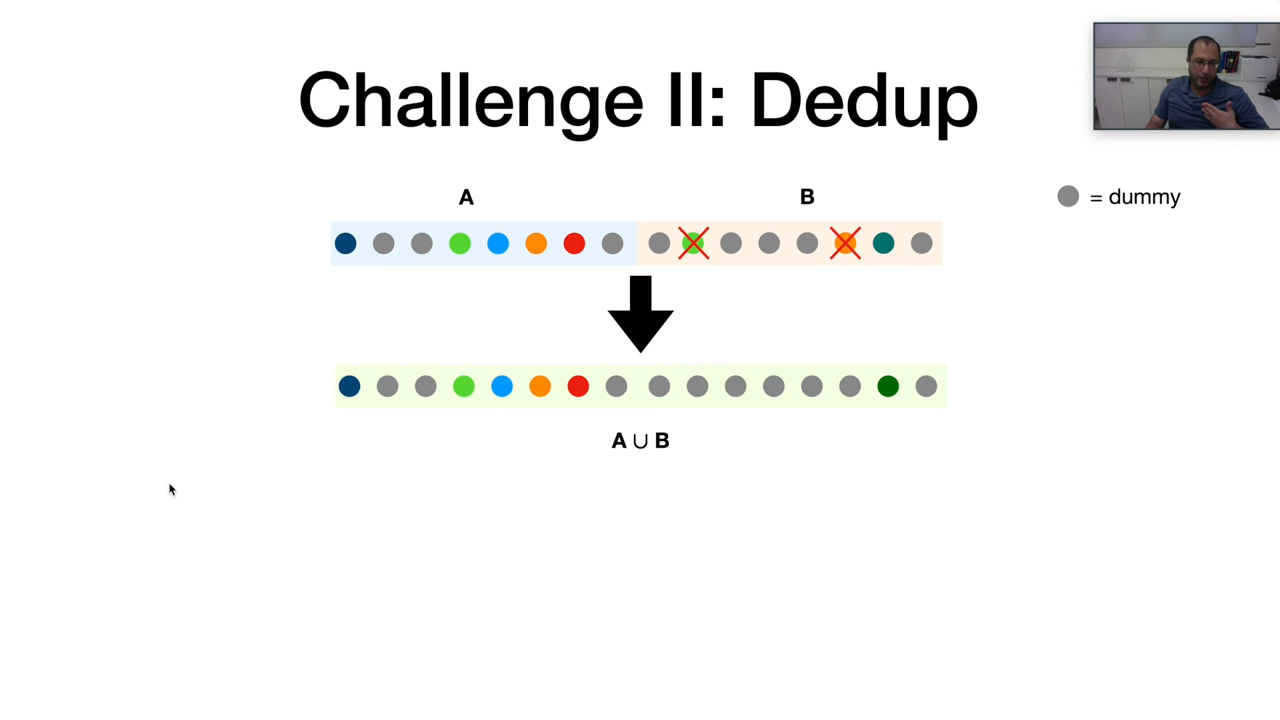 Challenge II: Dedup
A
B
= dummy
A ∪ B